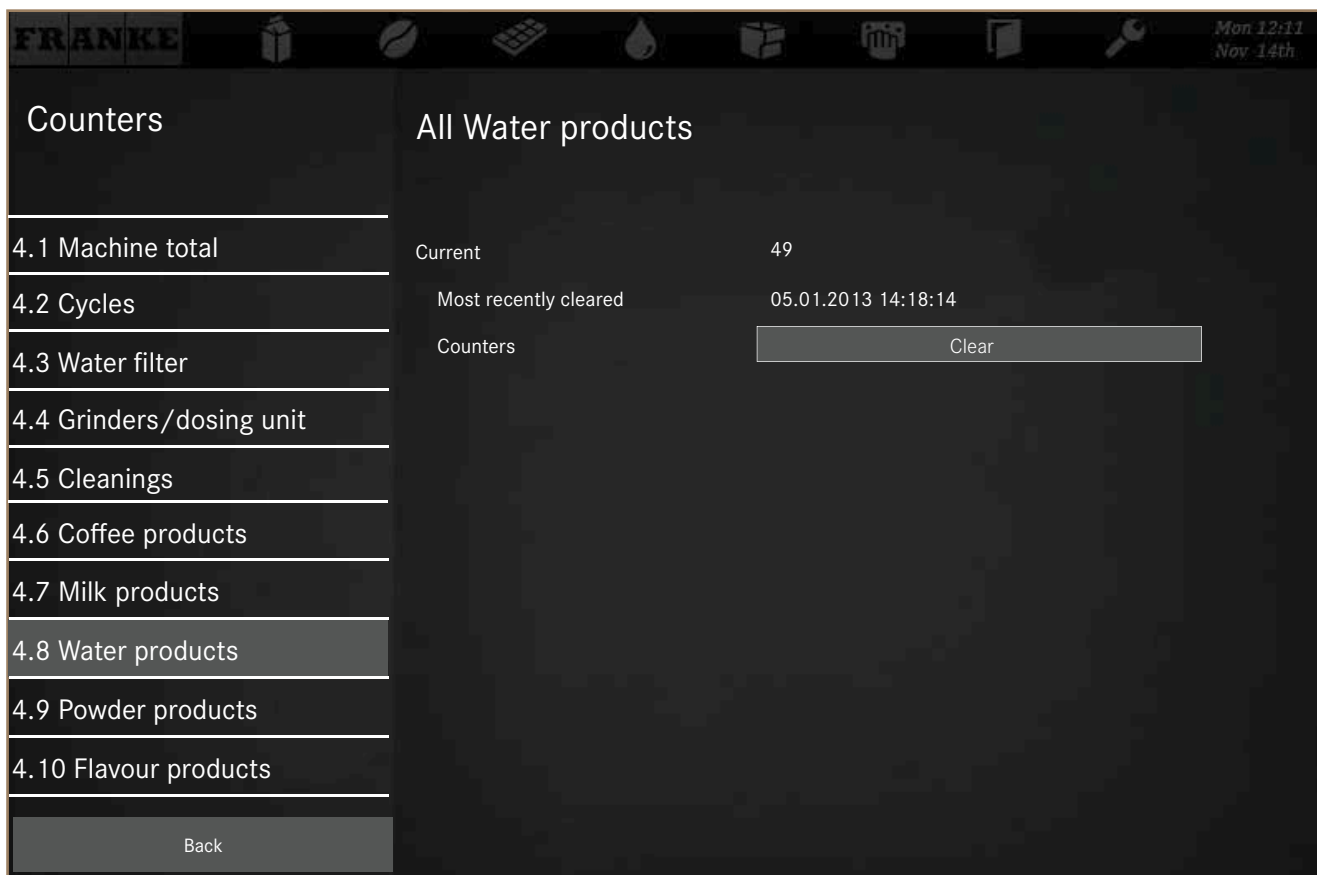 FRANKE
Mon 12:11
Nov 14th
Counters
4.1 Machine total
4.2 Cycles
4.3 Water filter
4.4 Grinders/dosing unit
4.5 Cleanings
4.6 Coffee products
4.7 Milk products
4.8 Water products
4.9 Powder products
4.10 Flavour products
Back
All Water products
Current 49
Most recently cleared 05.01.2013 14:18:14
Counters Clear